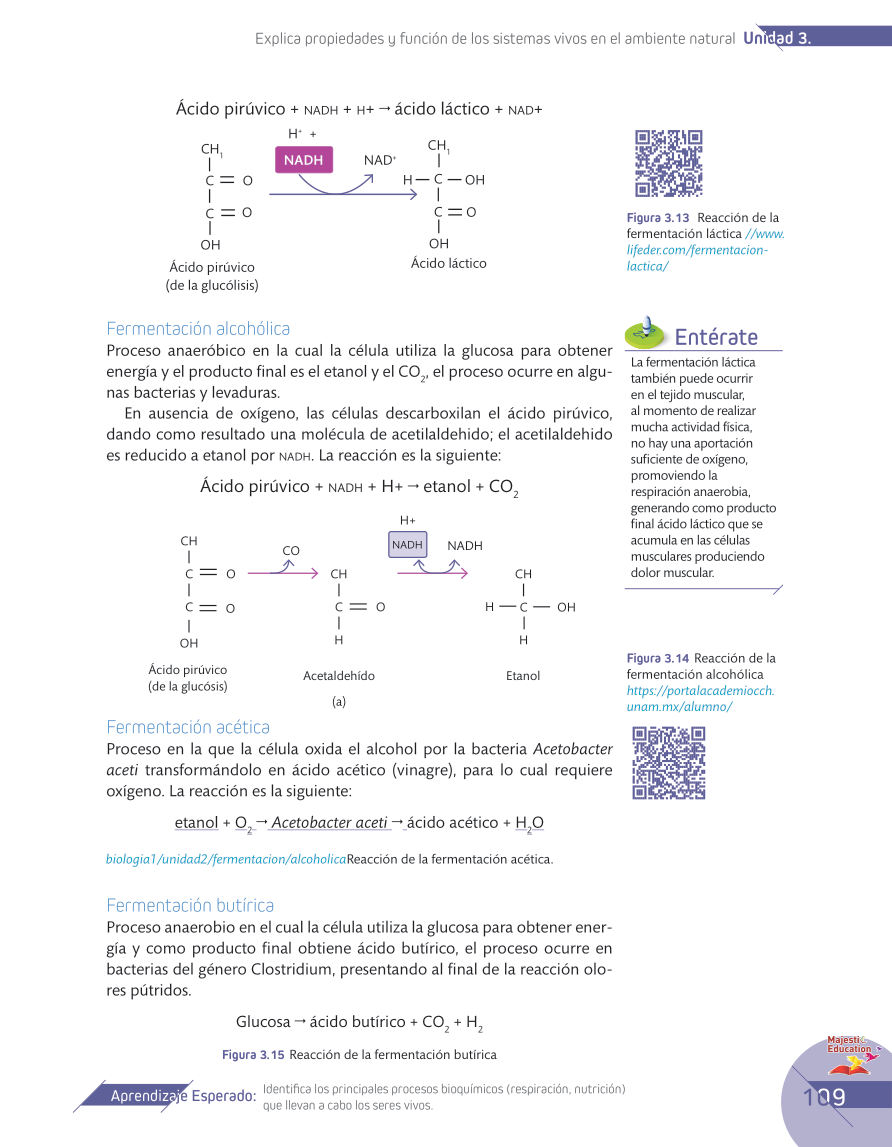 Explica propiedades y función de los sistemas vivos en el ambiente natural Unidad 3.
Ácido pirúvico + NADH + H+ → ácido láctico + NAD+
H⁺ +
NADH
NAD⁺
CH₁
C = O
C = O
OH
Ácido pirúvico
(de la glucólisis)
CH₁
H — C — OH
C = O
OH
Ácido láctico
Figura 3.13 Reacción de la
fermentación láctica //www.
lifeder.com/fermentacion-
lactica/
Fermentación alcohólica
Proceso anaeróbico en la cual la célula utiliza la glucosa para obtener
energía y el producto final es el etanol y el CO₂, el proceso ocurre en algu-
nas bacterias y levaduras.
En ausencia de oxígeno, las células descarboxilan el ácido pirúvico,
dando como resultado una molécula de acetilaldehido; el acetilaldehido
es reducido a etanol por NADH. La reacción es la siguiente:
Ácido pirúvico + NADH + H+ → etanol + CO₂
Entérate
La fermentación láctica
también puede ocurrir
en el tejido muscular,
al momento de realizar
mucha actividad física,
no hay una aportación
suficiente de oxígeno,
promoviendo la
respiración anaerobia,
generando como producto
final ácido láctico que se
acumula en las células
musculares produciendo
dolor muscular.
CH
C = O
C = O
OH
Ácido pirúvico
(de la glucósis)
CO
CH
C = O
H
Acetaldehído
(a)
H+
NADH
NADH
CH
H — C — OH
H
Etanol
Figura 3.14 Reacción de la
fermentación alcohólica
https://portalacademiocch.
unam.mx/alumno/
Fermentación acética
Proceso en la que la célula oxida el alcohol por la bacteria Acetobacter
aceti transformándolo en ácido acético (vinagre), para lo cual requiere
oxígeno. La reacción es la siguiente:
etanol + O₂ → Acetobacter aceti → ácido acético + H₂O
biologia1/unidad2/fermentacion/alcoholicaReacción de la fermentación acética.
Fermentación butírica
Proceso anaerobio en el cual la célula utiliza la glucosa para obtener ener-
gía y como producto final obtiene ácido butírico, el proceso ocurre en
bacterias del género Clostridium, presentando al final de la reacción olo-
res pútridos.
Glucosa → ácido butírico + CO₂ + H₂
Figura 3.15 Reacción de la fermentación butírica
Aprendizaje Esperado:
Identifica los principales procesos bioquímicos (respiración, nutrición)
que llevan a cabo los seres vivos.
Majestic
Education
109